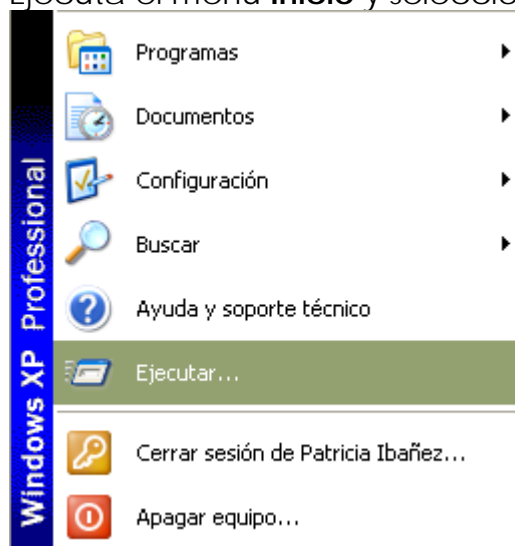 Ejecuta el menú Inicio y seleccio
Programas
Documentos
Configuración
Buscar
Ayuda y soporte técnico
Ejecutar...
Cerrar sesión de Patricia Ibañez...
Apagar equipo...
Windows XP Professional